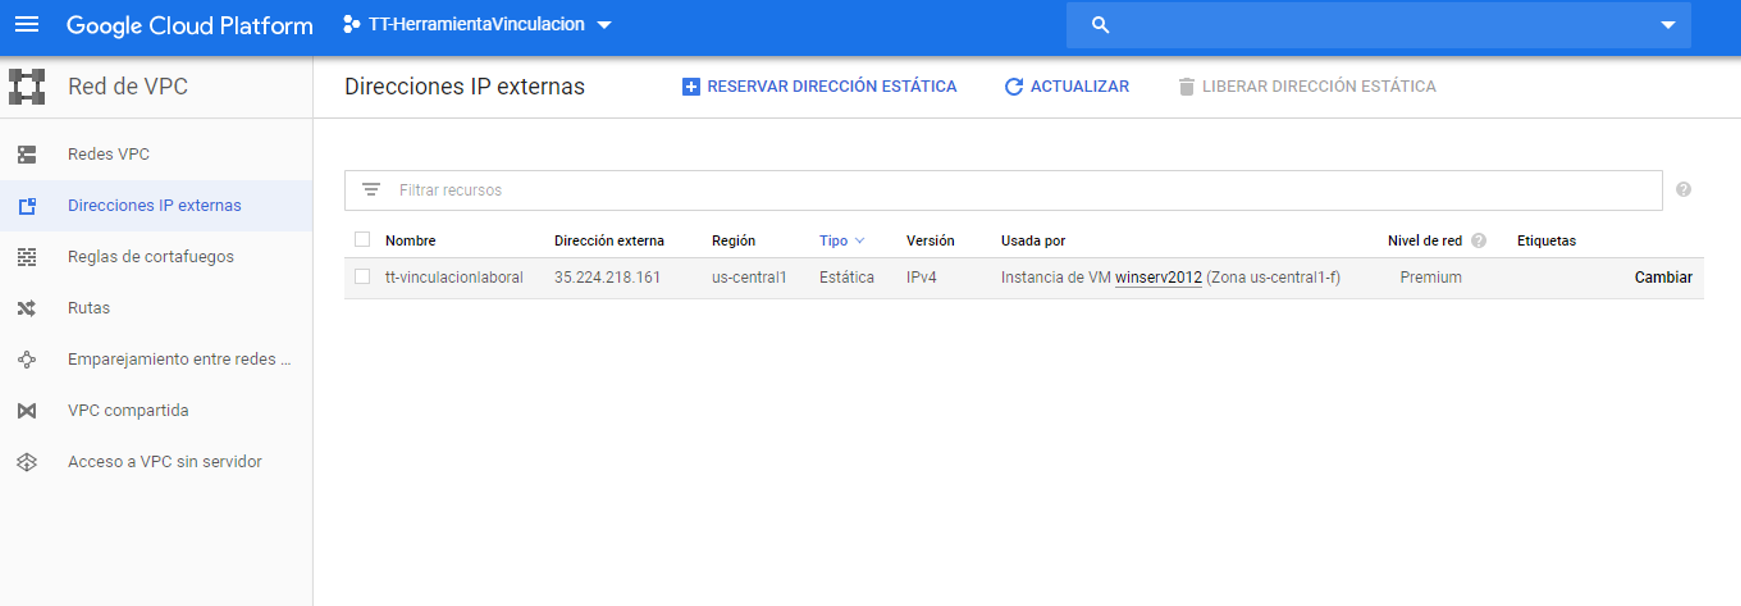 Google Cloud Platform TT-HerramientaVinculacion
Red de VPC
Direcciones IP externas RESERVAR DIRECCIÓN ESTÁTICA ACTUALIZAR LIBERAR DIRECCIÓN ESTÁTICA
Redes VPC
Direcciones IP externas
Reglas de cortafuegos
Rutas
Emparejamiento entre redes ...
VPC compartida
Acceso a VPC sin servidor
Filtrar recursos
Nombre Dirección externa Región Tipo Versión Usada por Nivel de red Etiquetas
tt-vinculacionlaboral 35.224.218.161 us-central1 Estática IPv4 Instancia de VM winserv2012 (Zona us-central1-f) Premium Cambiar